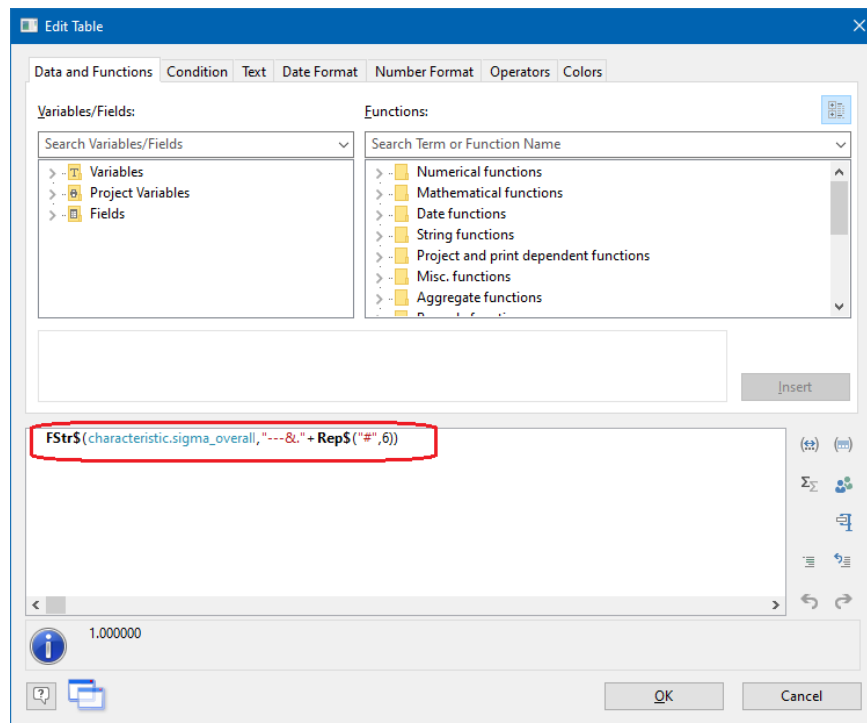 Edit Table
Data and Functions Condition Text Date Format Number Format Operators Colors
Variables/Fields: Functions:
Search Variables/Fields Search Term or Function Name
Variables Numerical functions
Project Variables Mathematical functions
Fields Date functions
String functions
Project and print dependent functions
Misc. functions
Aggregate functions
Insert
FStr$(characteristic.sigma_overall,"---&."+Rep$("#",6))
1.000000
OK Cancel